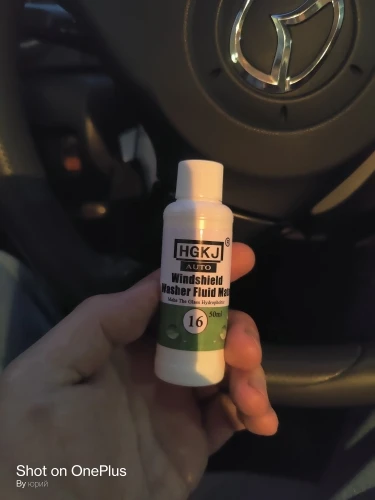 HGKJ®
AUTO
Windshield
Washer Fluid
Make The Glass Hydrophobic
16
50ml
Shot on OnePlus
By юрий